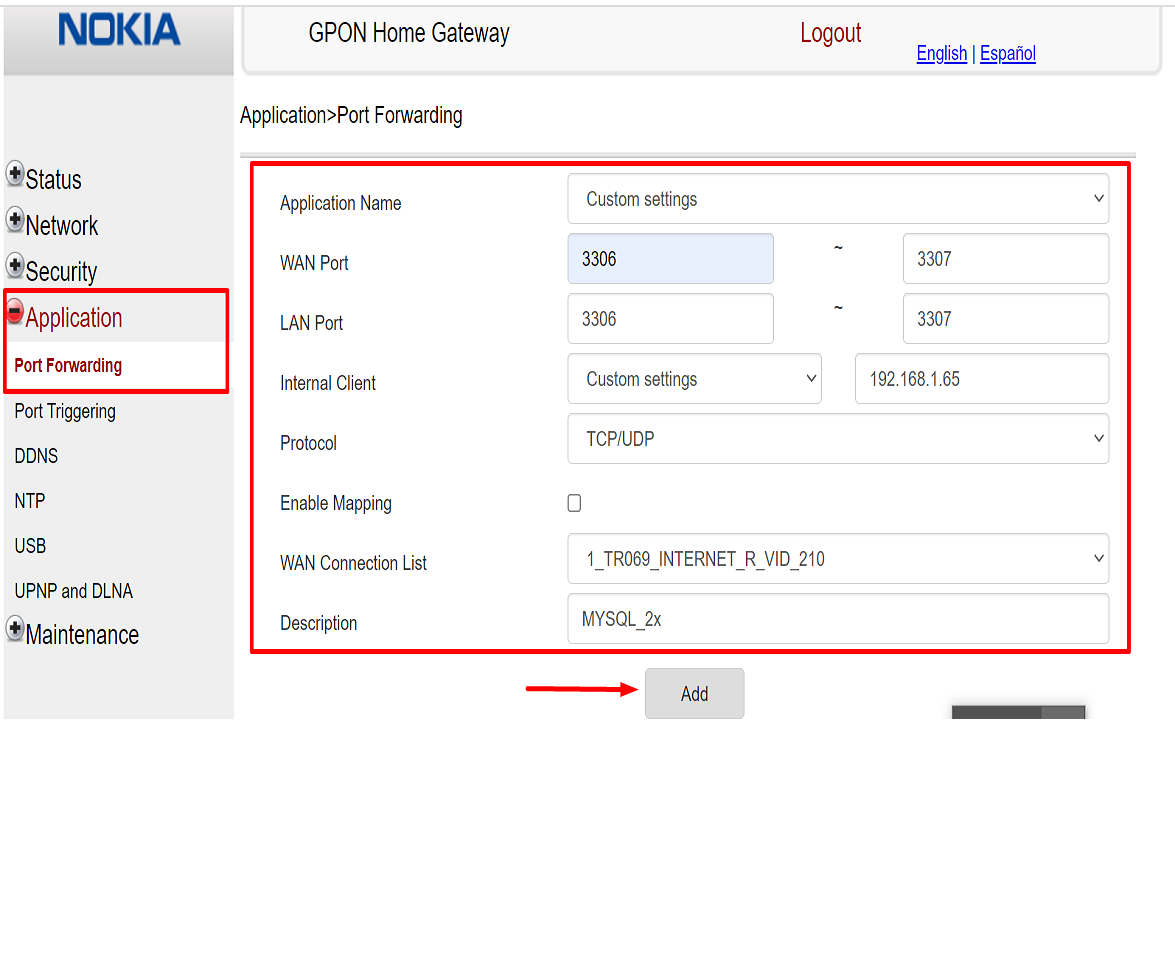 NOKIA
GPON Home Gateway
Logout
English | Español
Application>Port Forwarding
Status
Network
Security
Application
Port Forwarding
Port Triggering
DDNS
NTP
USB
UPNP and DLNA
Maintenance
Application Name Custom settings
WAN Port 3306 ~ 3307
LAN Port 3306 ~ 3307
Internal Client Custom settings 192.168.1.65
Protocol TCP/UDP
Enable Mapping
WAN Connection List 1_TR069_INTERNET_R_VID_210
Description MYSQL_2x
Add